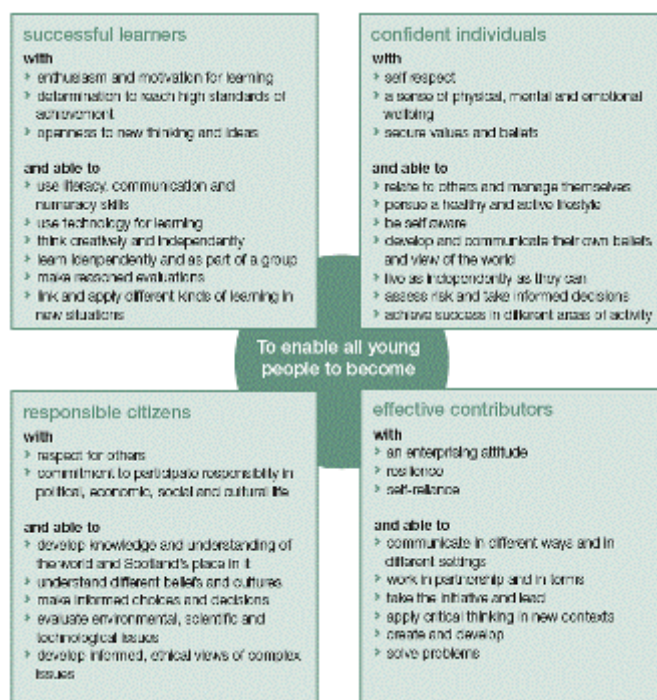 successful learners
with
enthusiasm and motivation for learning
determination to reach high standards of
achievement
openness to new thinking and ideas
and able to
use literacy, communication and
numeracy skills
use technology for learning
think creatively and independently
learn idenpendently and as part of a group
make reasoned evaluations
link and apply different kinds of learning in
new situations
confident individuals
with
self respect
a sense of physical, mental and emotional
wellbing
secure values and beliefs
and able to
relate to others and manage themselves
persue a healthy and active lifestyle
be self aware
develop and communicate their own beliefs
and view of the world
live as independently as they can
assess risk and take informed decisions
achieve success in different areas of activity
To enable all young
people to become
responsible citizens
with
respect for others
commitment to participate responsiblity in
political, economic, social and cultural life
and able to
develop knowledge and understanding of
the world and Scotland's place in it
understand different beliefs and cultures
make informed choices and decisions
evaluate environmental, scientific and
technological issues
develop informed, ethical views of complex
issues
effective contributors
with
an enterprising attitude
resilience
self-reliance
and able to
communicate in different ways and in
different settings
work in partnership and in terms
take the initiative and lead
apply critical thinking in new contexts
create and develop
solve problems